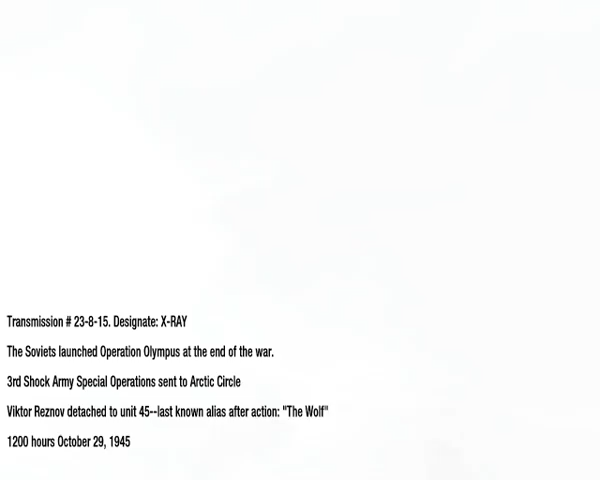 Transmission # 23-8-15. Designate: X-RAY
The Soviets launched Operation Olympus at the end of the war.
3rd Shock Army Special Operations sent to Arctic Circle
Viktor Reznov detached to unit 45--last known alias after action: "The Wolf"
1200 hours October 29, 1945